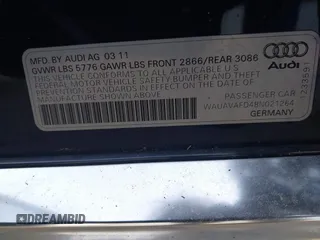 MFD. BY AUDI AG 03 11
GVWR LBS 5776 GAWR LBS FRONT 2866/REAR 3086
THIS VEHICLE CONFORMS TO ALL APPLICABLE U.S.
FEDERAL MOTOR VEHICLE SAFETY BUMPER AND THEFT
PREVENTION STANDARDS IN EFFECT ON THE DATE OF
MANUFACTURE SHOWN ABOVE
Audi
PASSENGER CAR
GERMANY
DREAMBID